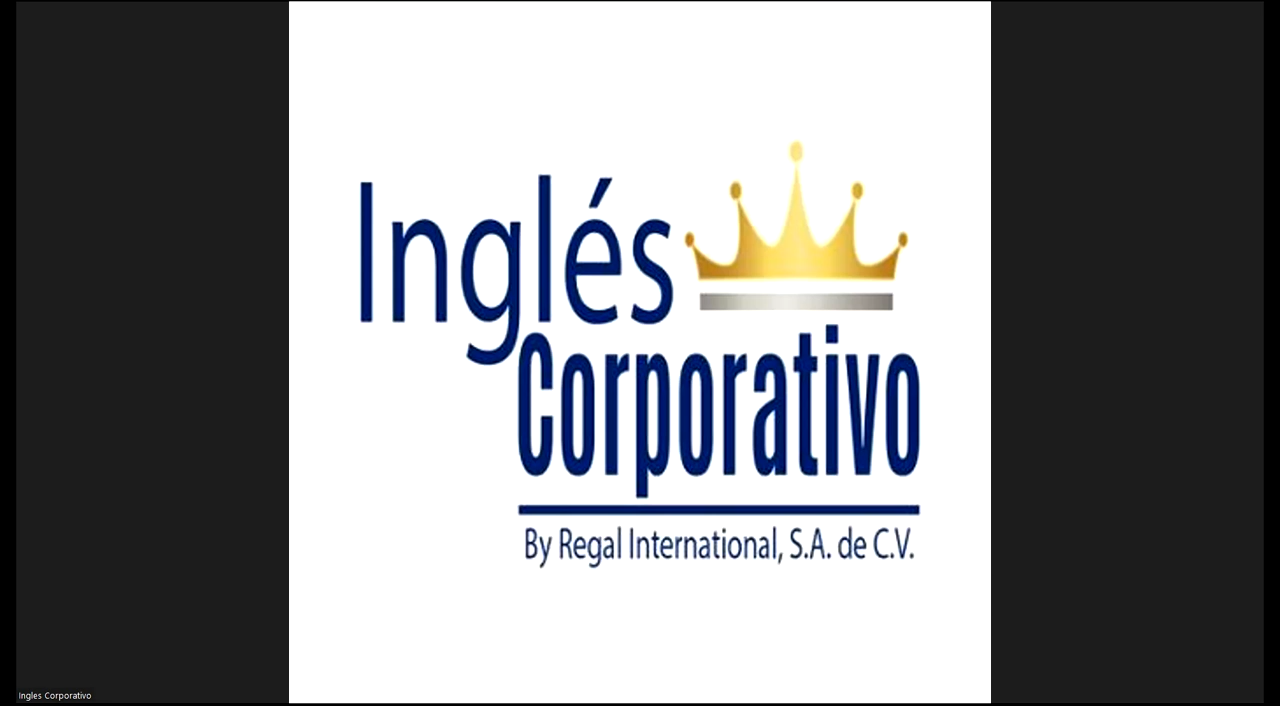 Inglés
Corporativo
By Regal International, S.A. de C.V.
Ingles Corporativo